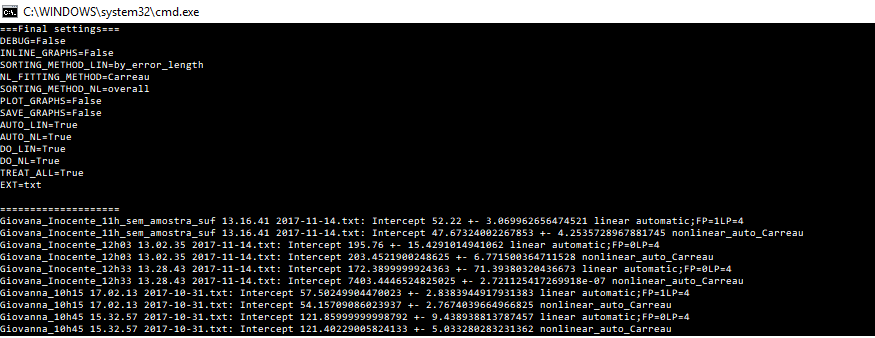 C:\WINDOWS\system32\cmd.exe
===Final settings===
DEBUG=False
INLINE_GRAPHS=False
SORTING_METHOD_LIN=by_error_length
NL_FITTING_METHOD=Carreau
SORTING_METHOD_NL=overall
PLOT_GRAPHS=False
SAVE_GRAPHS=False
AUTO_LIN=True
AUTO_NL=True
DO_LIN=True
DO_NL=True
TREAT_ALL=True
EXT=txt
====================
Giovana_Inocente_11h_sem_amostra_suf 13.16.41 2017-11-14.txt: Intercept 52.22 +- 3.069962656474521 linear automatic;FP=1LP=4
Giovana_Inocente_11h_sem_amostra_suf 13.16.41 2017-11-14.txt: Intercept 47.67324002267853 +- 4.2535728967881745 nonlinear_auto_Carreau
Giovana_Inocente_12h03 13.02.35 2017-11-14.txt: Intercept 195.76 +- 15.4291014941062 linear automatic;FP=0LP=4
Giovana_Inocente_12h03 13.02.35 2017-11-14.txt: Intercept 203.4521900248625 +- 6.771500364711528 nonlinear_auto_Carreau
Giovana_Inocente_12h33 13.28.43 2017-11-14.txt: Intercept 172.3899999924363 +- 71.39380320436673 linear automatic;FP=0LP=4
Giovana_Inocente_12h33 13.28.43 2017-11-14.txt: Intercept 7403.4446524825025 +- 2.721125417269918e-07 nonlinear_auto_Carreau
Giovanna_10h15 17.02.13 2017-10-31.txt: Intercept 57.50249904470023 +- 2.8383944917931383 linear automatic;FP=1LP=4
Giovanna_10h15 17.02.13 2017-10-31.txt: Intercept 54.15709086023937 +- 2.7674039664966825 nonlinear_auto_Carreau
Giovanna_10h45 15.32.57 2017-10-31.txt: Intercept 121.85999999998792 +- 9.438938813787457 linear automatic;FP=0LP=4
Giovanna_10h45 15.32.57 2017-10-31.txt: Intercept 121.40229005824133 +- 5.033280283231362 nonlinear_auto_Carreau